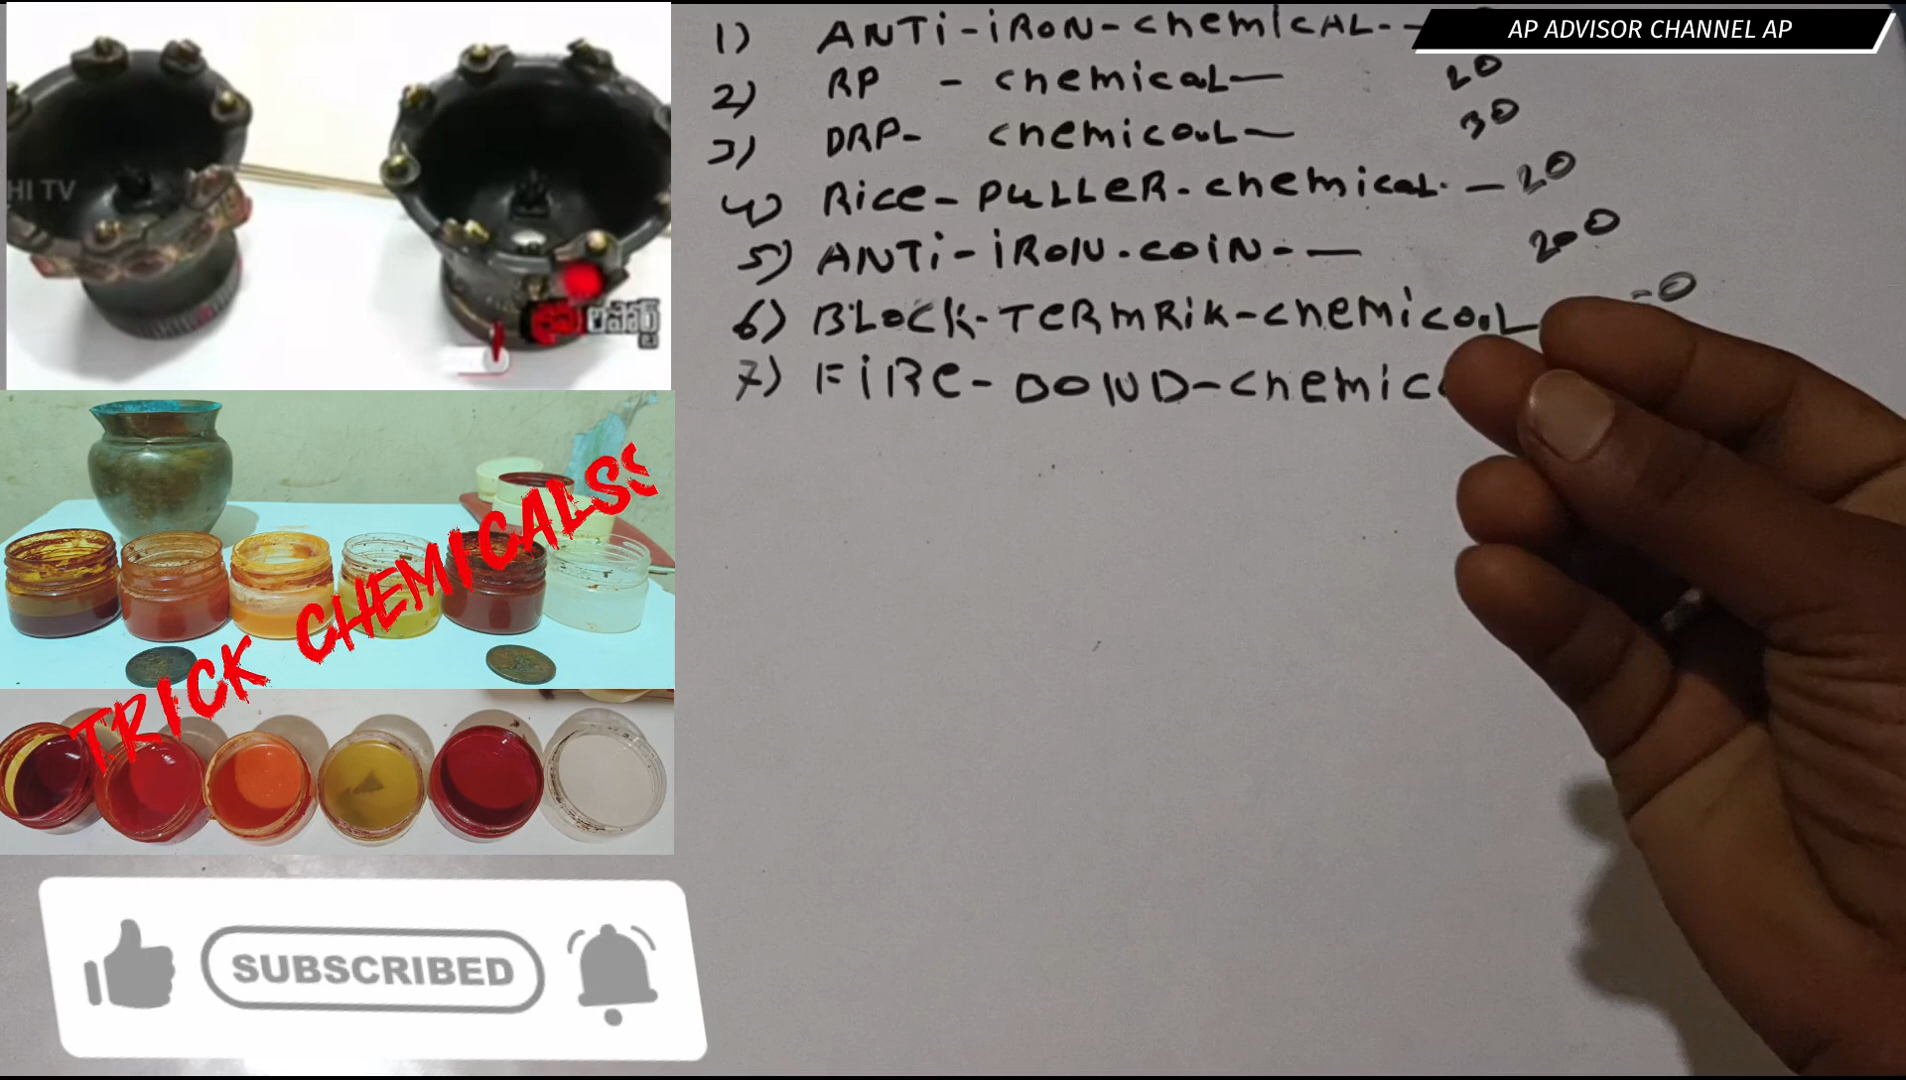 AP ADVISOR CHANNEL AP
1) ANTi-iRON-chemicAL--
2) RP - chemical— 20
3) DRP- chemical— 30
4) Rice-PULLER-chemical. — 20
5) ANTi-iRON.COiN-— 200
6) BLOCK-TERMRiK-chemical
7) FiRE-DOND-chemic
HI TV
TRICK CHEMICALSS
SUBSCRIBED